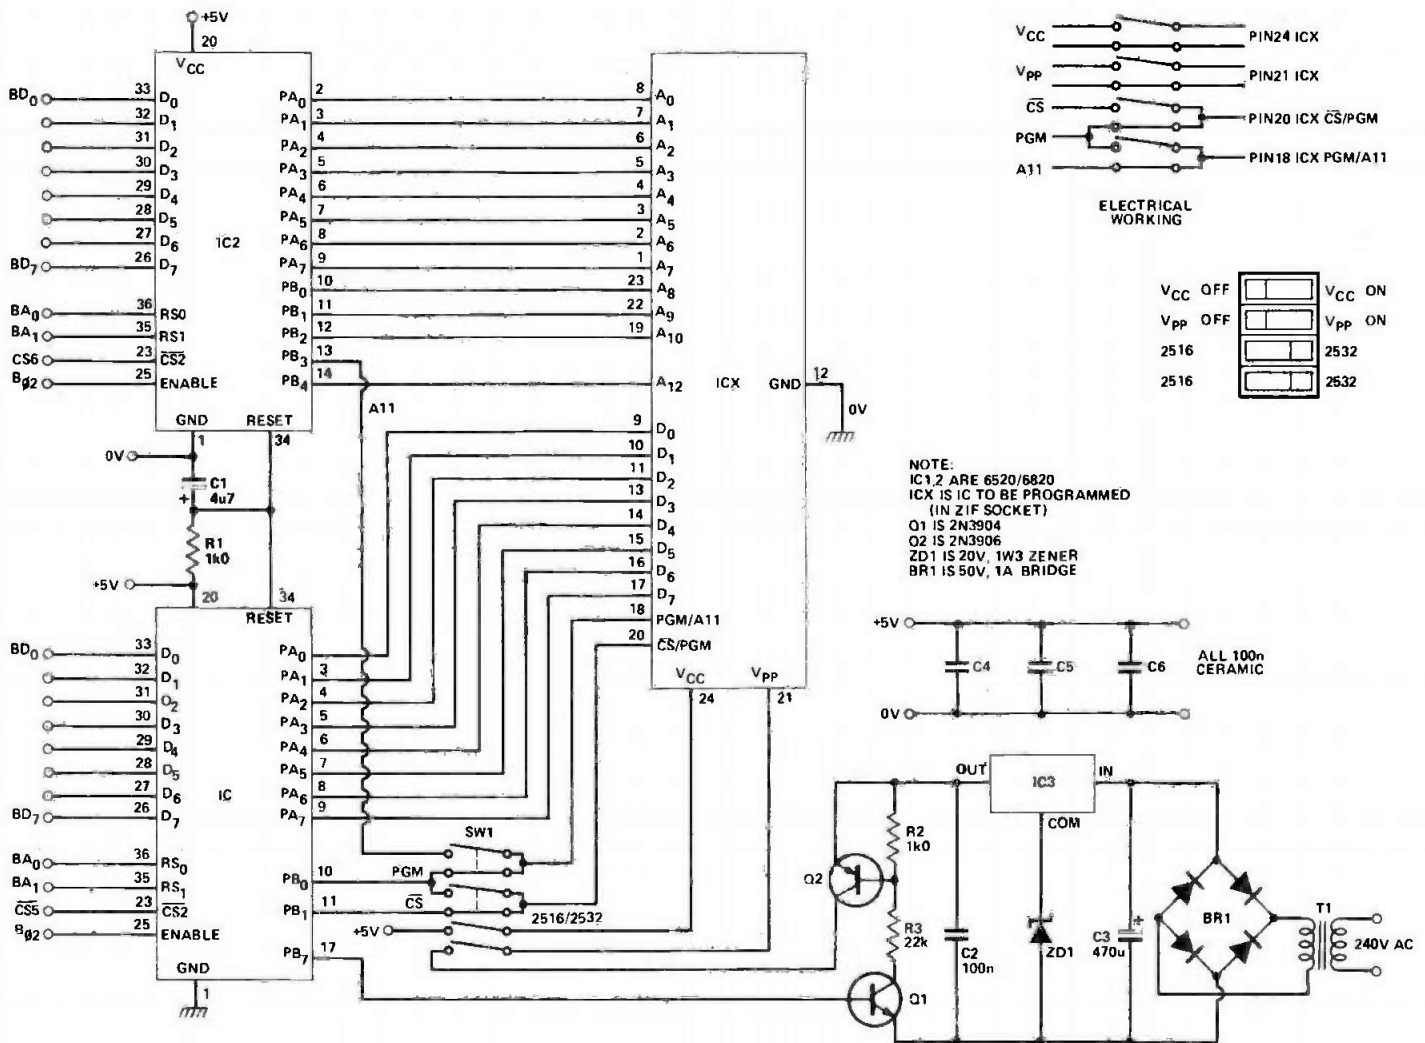 +5V
20
VCC
BD0
33
D0
PA0
2
8
A0
32
D1
PA1
3
7
A1
31
D2
PA2
4
6
A2
30
D3
PA3
5
5
A3
29
D4
PA4
6
4
A4
28
D5
PA5
7
3
A5
27
D6
PA6
8
2
A6
IC2
BD7
26
D7
PA7
9
1
A7
PB0
10
23
A8
BA0
36
RS0
PB1
11
22
A9
BA1
35
RS1
PB2
12
19
A10
CS6
23
CS2
PB3
13
BØ2
25
ENABLE
PB4
14
A12
ICX
GND
12
0V
A11
GND
RESET
1
34
0V
C1
4u7
+
R1
1k0
+5V
20
34
RESET
9
D0
10
D1
11
D2
13
D3
14
D4
15
D5
16
D6
17
D7
18
PGM/A11
20
CS/PGM
VCC
24
VPP
21
BD0
33
D0
PA0
32
D1
PA1
3
31
D2
PA2
4
30
D3
PA3
5
29
D4
PA4
6
28
D5
PA5
7
27
D6
PA6
8
IC
BD7
26
D7
PA7
9
BA0
36
RS0
PB0
10
BA1
35
RS1
PB1
11
CS5
23
CS2
BØ2
25
ENABLE
PB7
17
GND
1
SW1
PGM
CS
2516/2532
+5V
VCC
PIN24 ICX
VPP
PIN21 ICX
CS
PIN20 ICX CS/PGM
PGM
PIN18 ICX PGM/A11
A11
ELECTRICAL
WORKING
VCC OFF
VCC ON
VPP OFF
VPP ON
2516
2532
2516
2532
NOTE:
IC1,2 ARE 6520/6820
ICX IS IC TO BE PROGRAMMED
(IN ZIF SOCKET)
Q1 IS 2N3904
Q2 IS 2N3906
ZD1 IS 20V, 1W3 ZENER
BR1 IS 50V, 1A BRIDGE
+5V
C4
C5
C6
ALL 100n
CERAMIC
0V
OUT
IC3
IN
COM
R2
1k0
Q2
R3
22k
C2
100n
ZD1
C3
470u
+
BR1
T1
240V AC
Q1